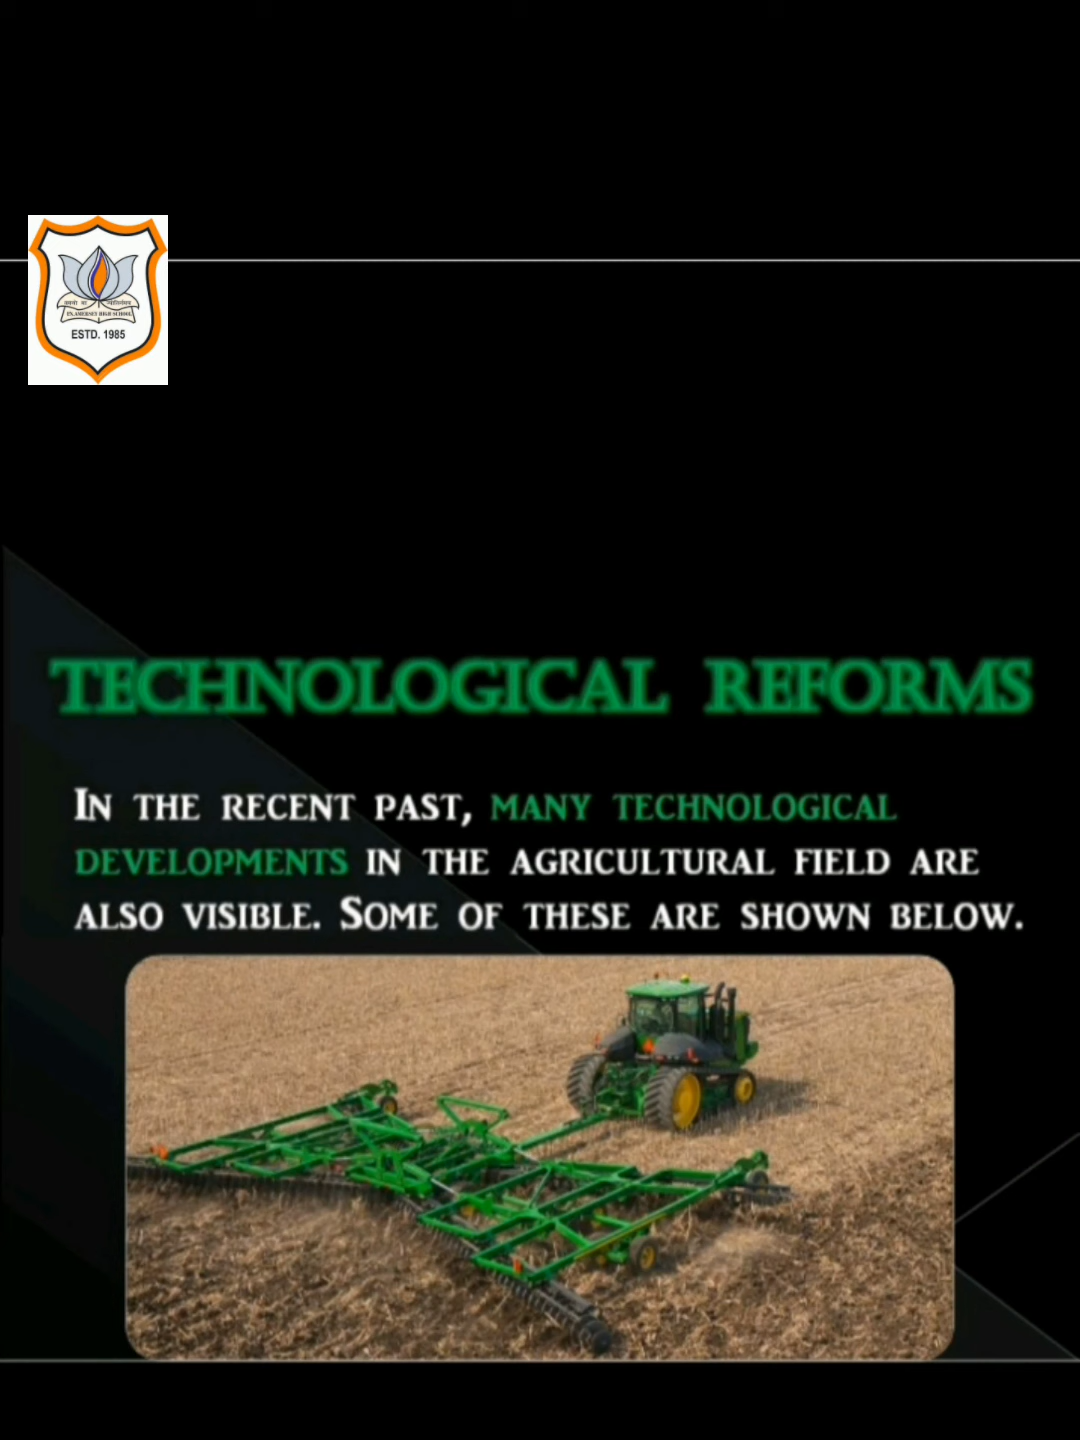 ESTD. 1985
TECHNOLOGICAL REFORMS
IN THE RECENT PAST, MANY TECHNOLOGICAL
DEVELOPMENTS IN THE AGRICULTURAL FIELD ARE
ALSO VISIBLE. SOME OF THESE ARE SHOWN BELOW.